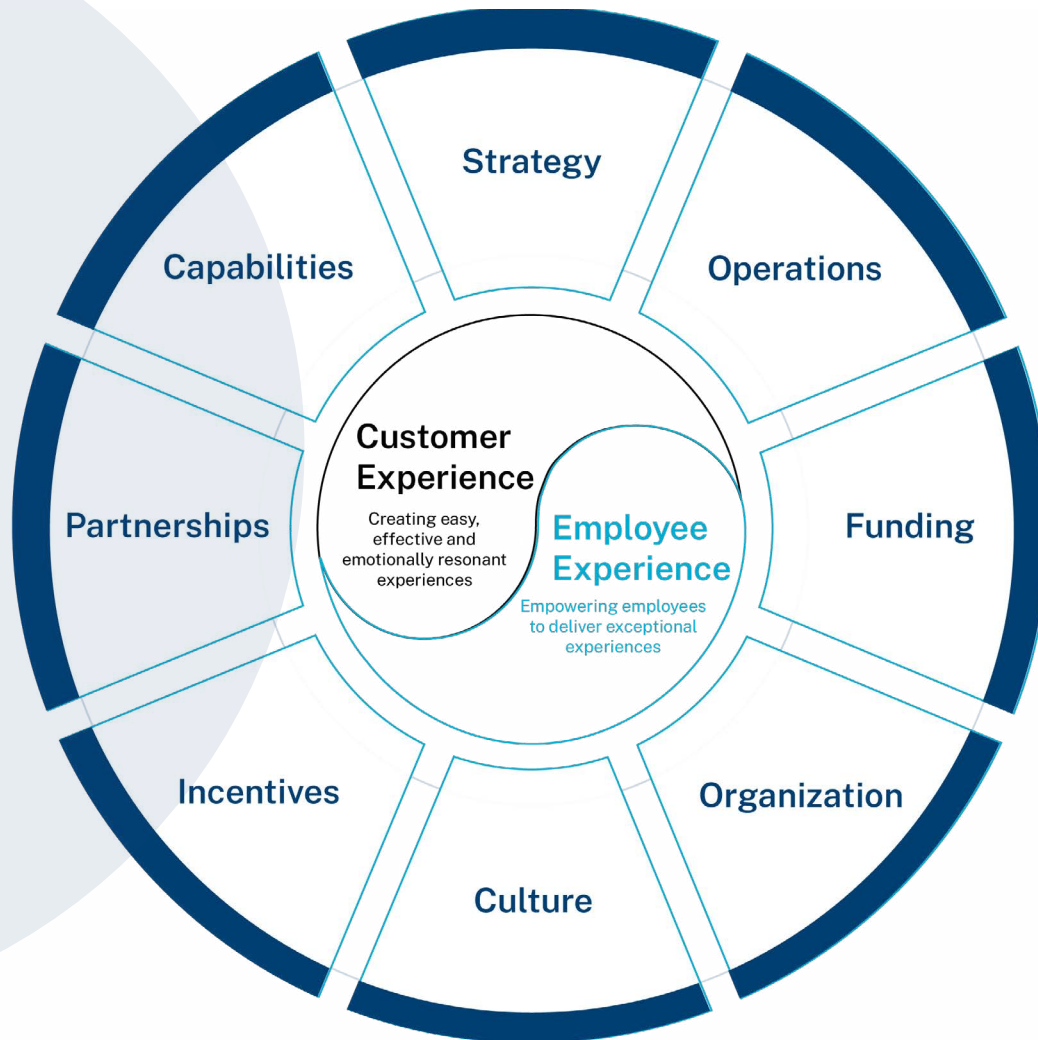 Strategy
Capabilities
Operations
Customer
Experience
Creating easy,
effective and
emotionally resonant
experiences
Partnerships
Employee
Experience
Empowering employees
to deliver exceptional
experiences
Funding
Incentives
Organization
Culture